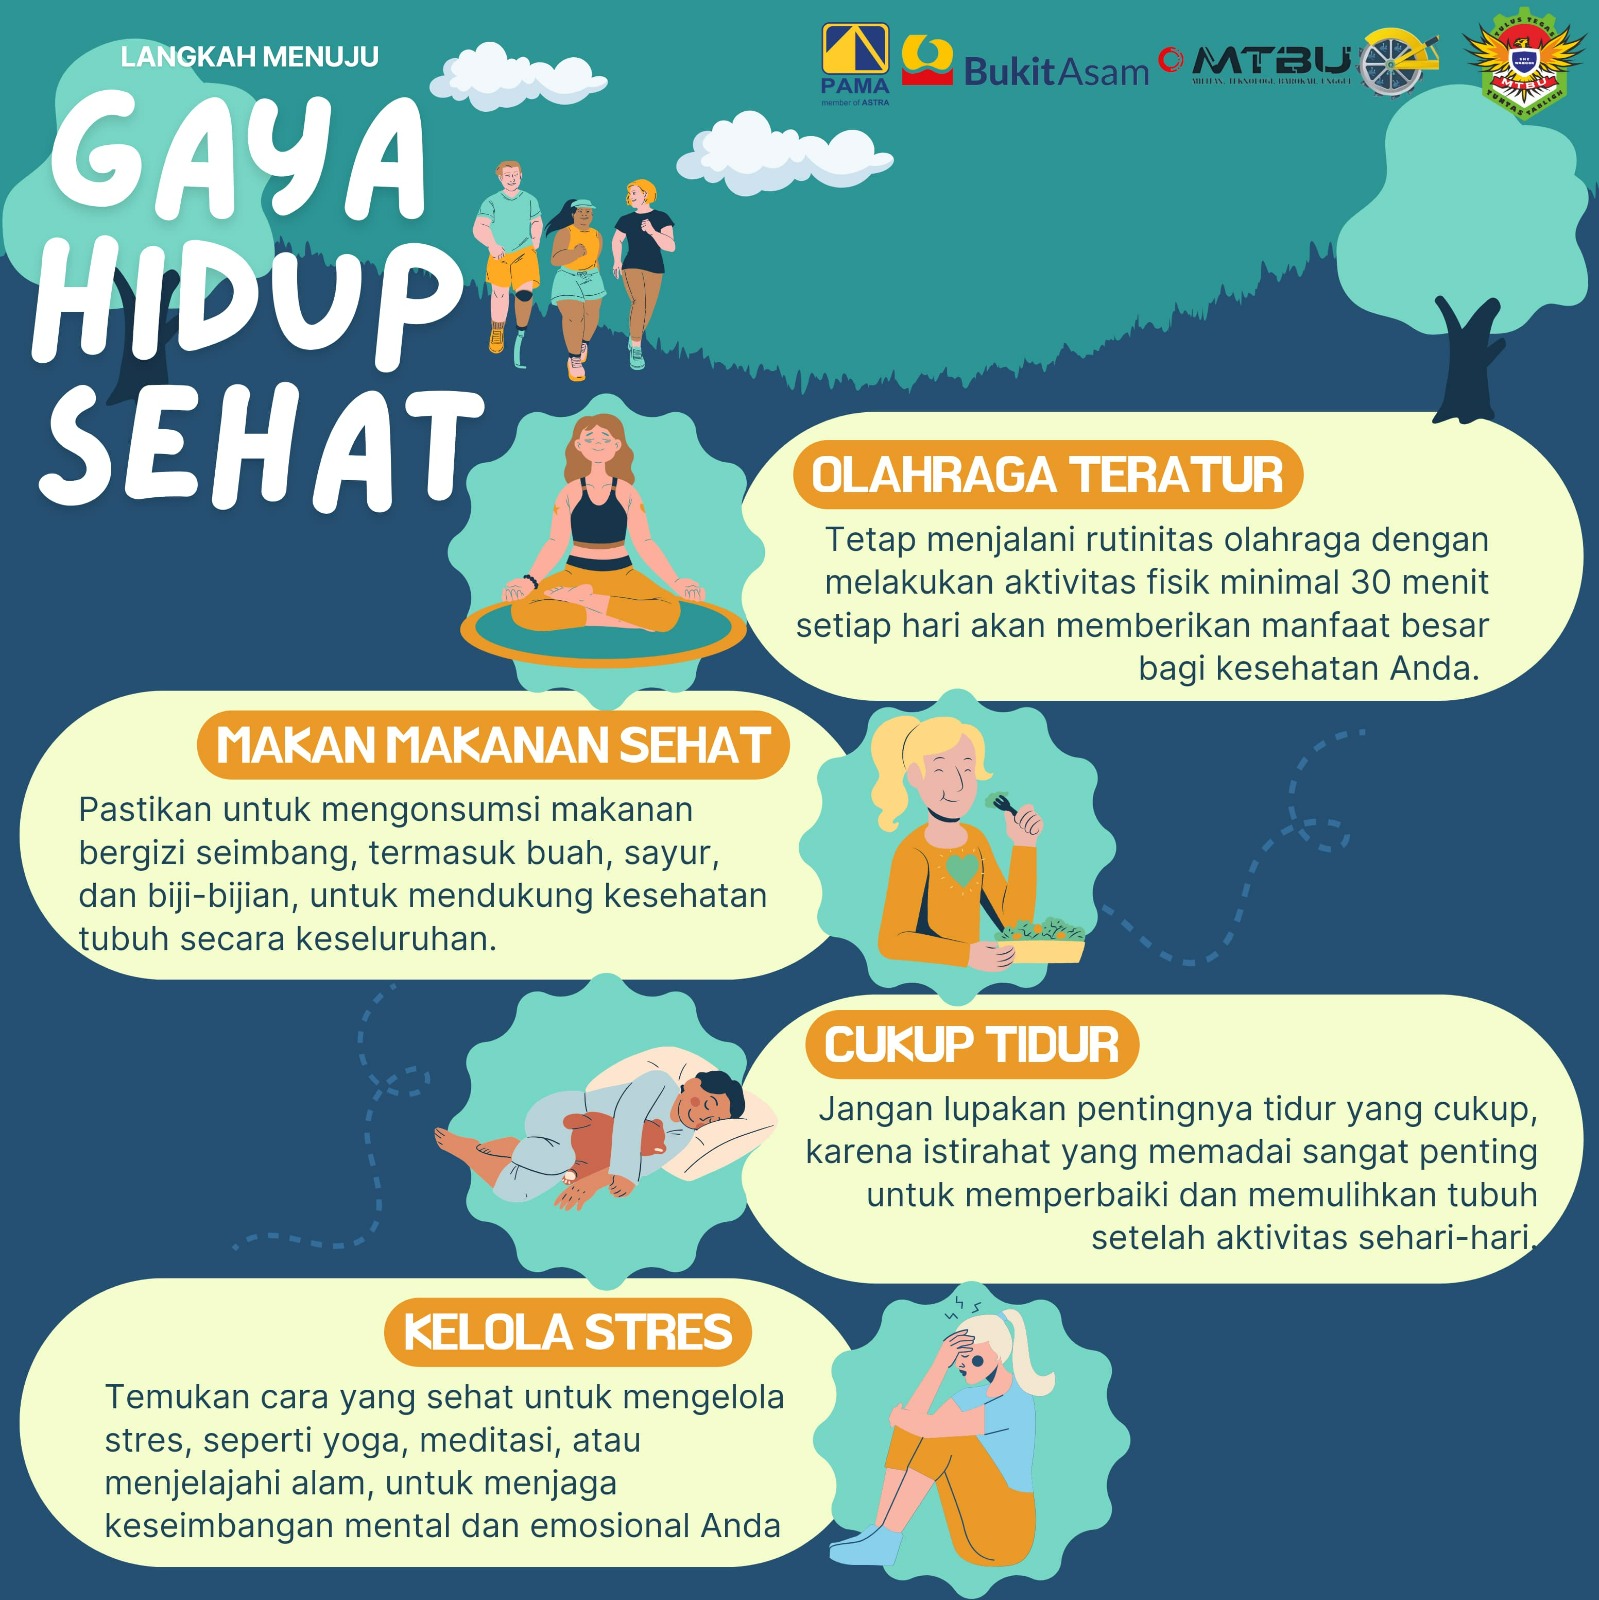 LANGKAH MENUJU
GAYA
HIDUP
SEHAT
PAMA
member of ASTRA
BukitAsam
MTBU
TULUS TEGAS
MTBU
TUNTAS TABLIGH
OLAHRAGA TERATUR
Tetap menjalani rutinitas olahraga dengan
melakukan aktivitas fisik minimal 30 menit
setiap hari akan memberikan manfaat besar
bagi kesehatan Anda.
MAKAN MAKANAN SEHAT
Pastikan untuk mengonsumsi makanan
bergizi seimbang, termasuk buah, sayur,
dan biji-bijian, untuk mendukung kesehatan
tubuh secara keseluruhan.
CUKUP TIDUR
Jangan lupakan pentingnya tidur yang cukup,
karena istirahat yang memadai sangat penting
untuk memperbaiki dan memulihkan tubuh
setelah aktivitas sehari-hari.
KELOLA STRES
Temukan cara yang sehat untuk mengelola
stres, seperti yoga, meditasi, atau
menjelajahi alam, untuk menjaga
keseimbangan mental dan emosional Anda